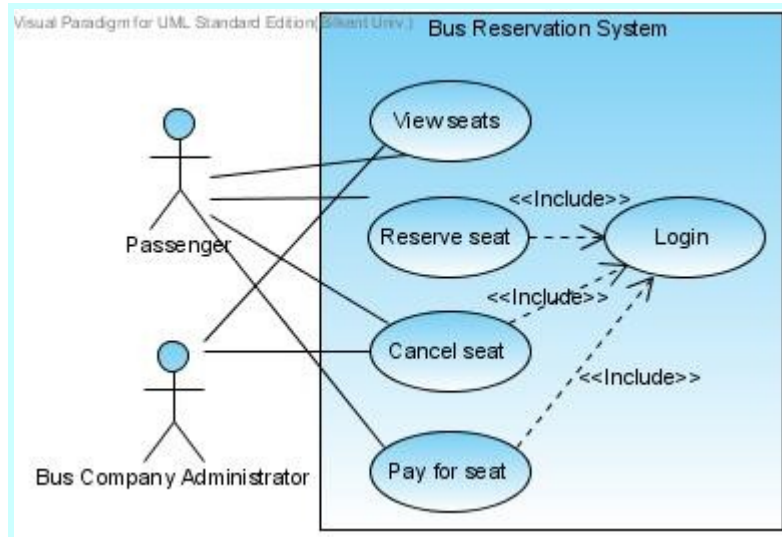 Visual Paradigm for UML Standard Edition(Bilkent Univ.)
Bus Reservation System
View seats
<<Include>>
Passenger
Reserve seat
Login
<<Include>>
Cancel seat
<<Include>>
Bus Company Administrator
Pay for seat